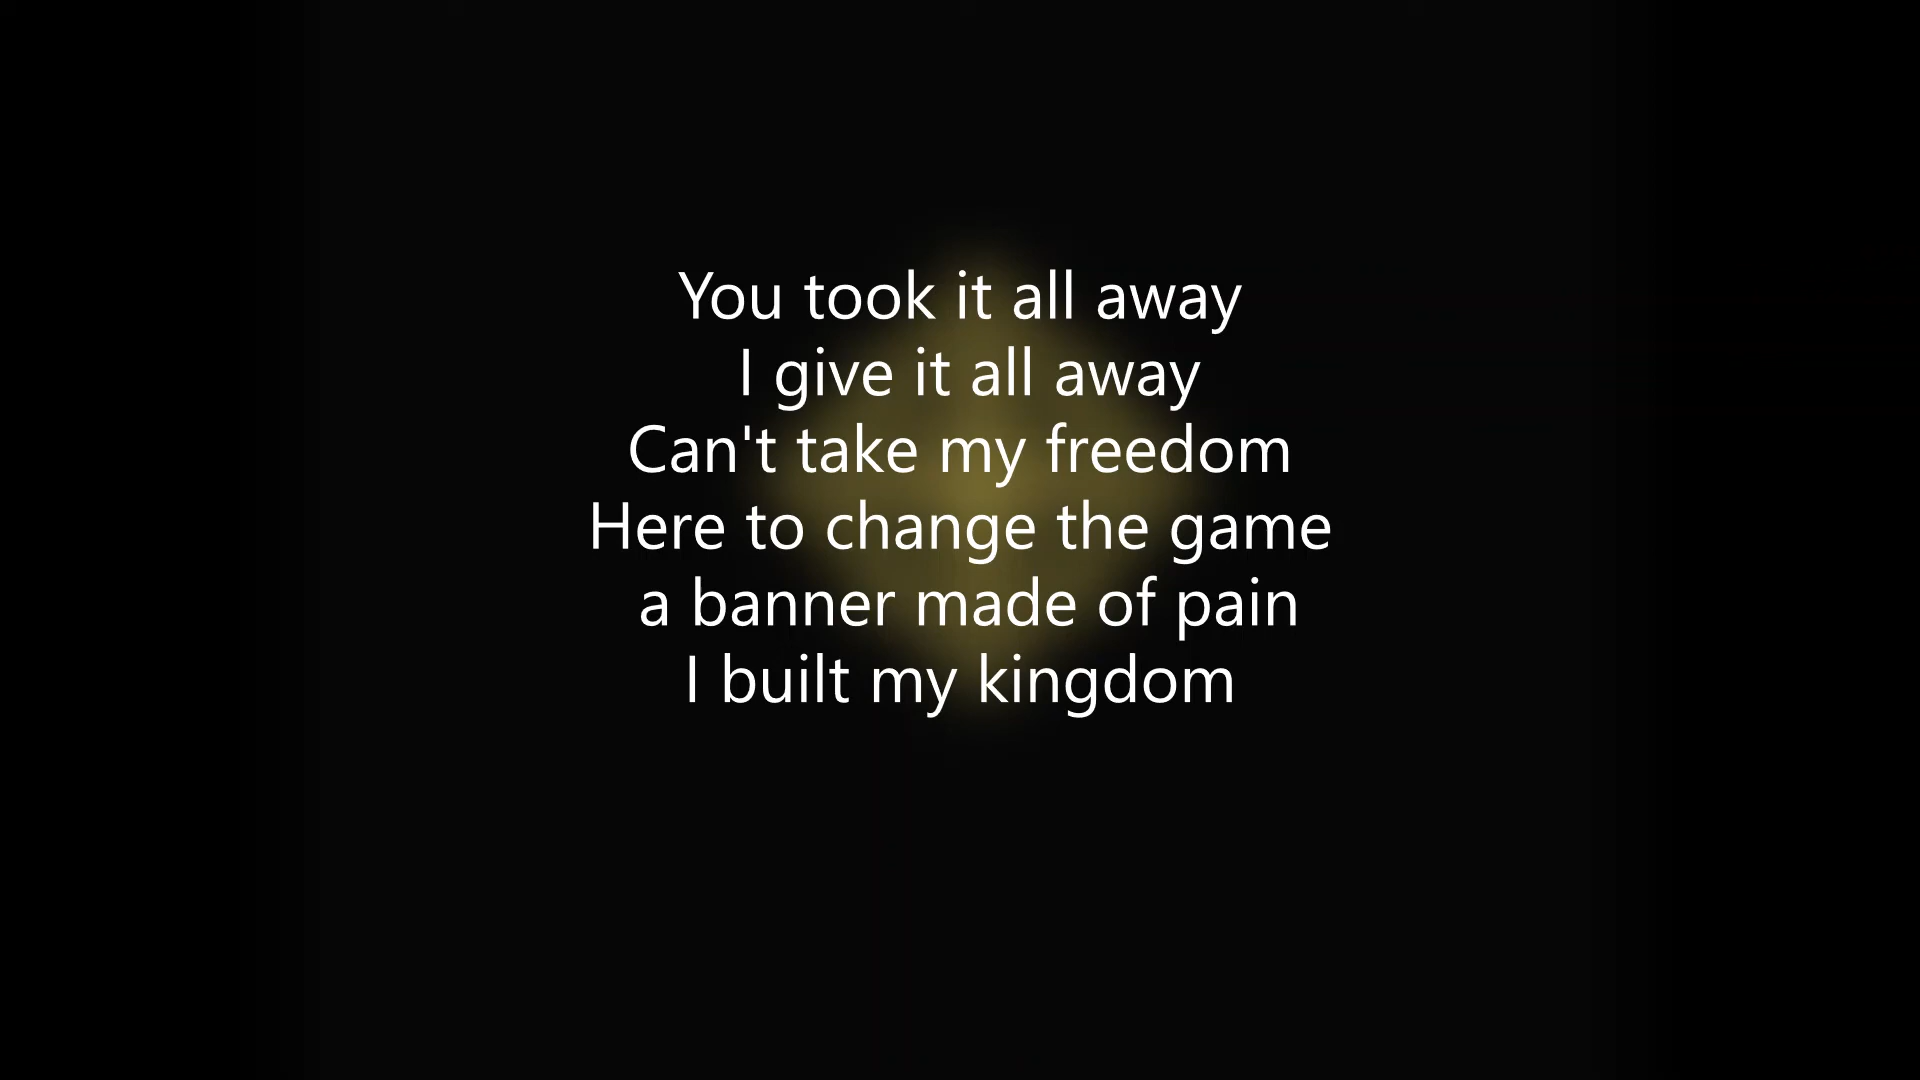 You took it all away
I give it all away
Can't take my freedom
Here to change the game
a banner made of pain
I built my kingdom